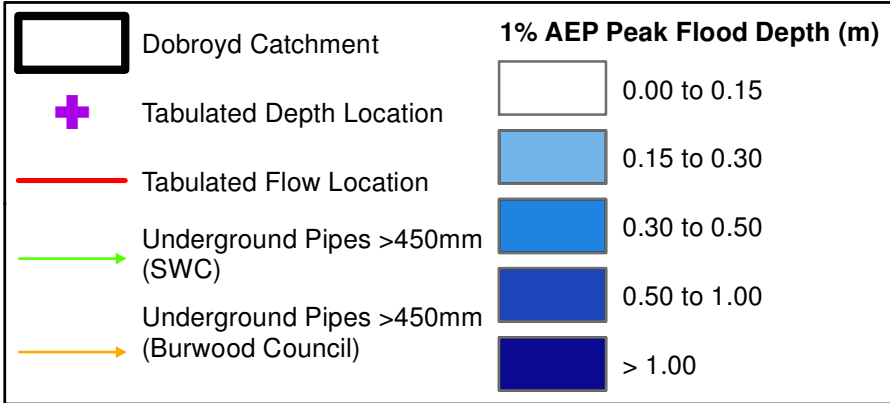 Dobroyd Catchment
Tabulated Depth Location
Tabulated Flow Location
Underground Pipes >450mm
(SWC)
Underground Pipes >450mm
(Burwood Council)
1% AEP Peak Flood Depth (m)
0.00 to 0.15
0.15 to 0.30
0.30 to 0.50
0.50 to 1.00
> 1.00